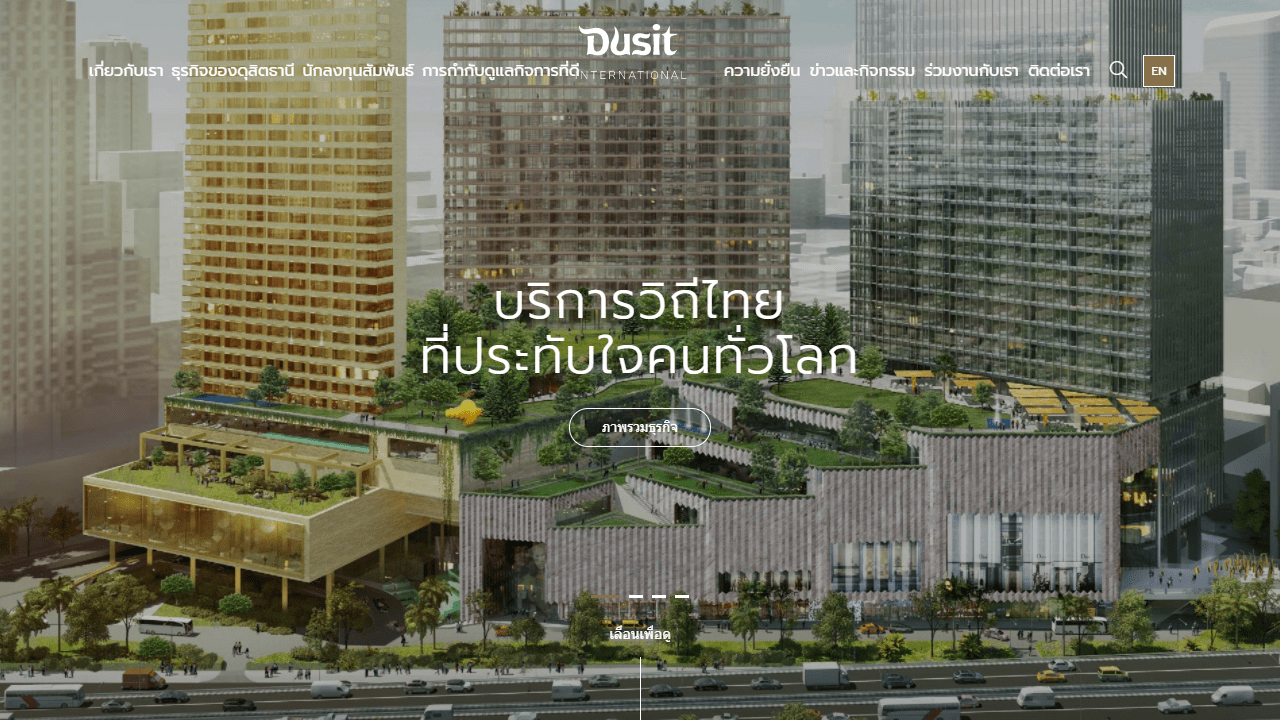 Dusit
INTERNATIONAL
เกี่ยวกับเรา ธุรกิจของดุสิตธานี นักลงทุนสัมพันธ์ การกำกับดูแลกิจการที่ดี
ความยั่งยืน ข่าวและกิจกรรม ร่วมงานกับเรา ติดต่อเรา EN
บริการวิถีไทย
ที่ประทับใจคนทั่วโลก
ภาพรวมธุรกิจ
เลื่อนเพื่อดู